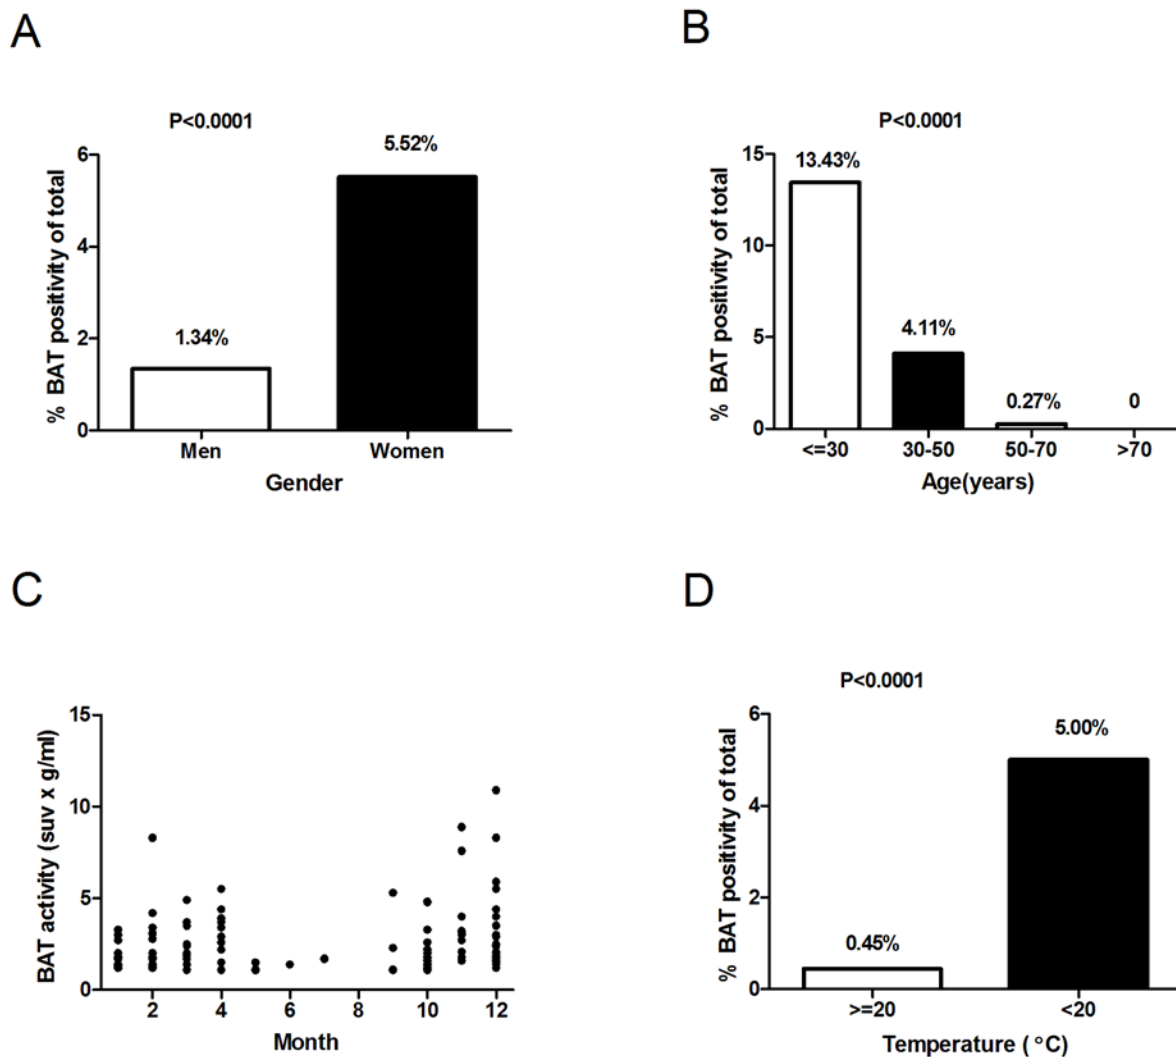 A
P<0.0001
% BAT positivity of total
6
4
2
0
1.34%
5.52%
Men Women
Gender
B
P<0.0001
% BAT positivity of total
15
10
5
0
13.43%
4.11%
0.27%
0
<=30 30-50 50-70 >70
Age(years)
C
BAT activity (suv x g/ml)
15
10
5
0
2 4 6 8 10 12
Month
D
P<0.0001
% BAT positivity of total
6
4
2
0
0.45%
5.00%
>=20 <20
Temperature ( °C)